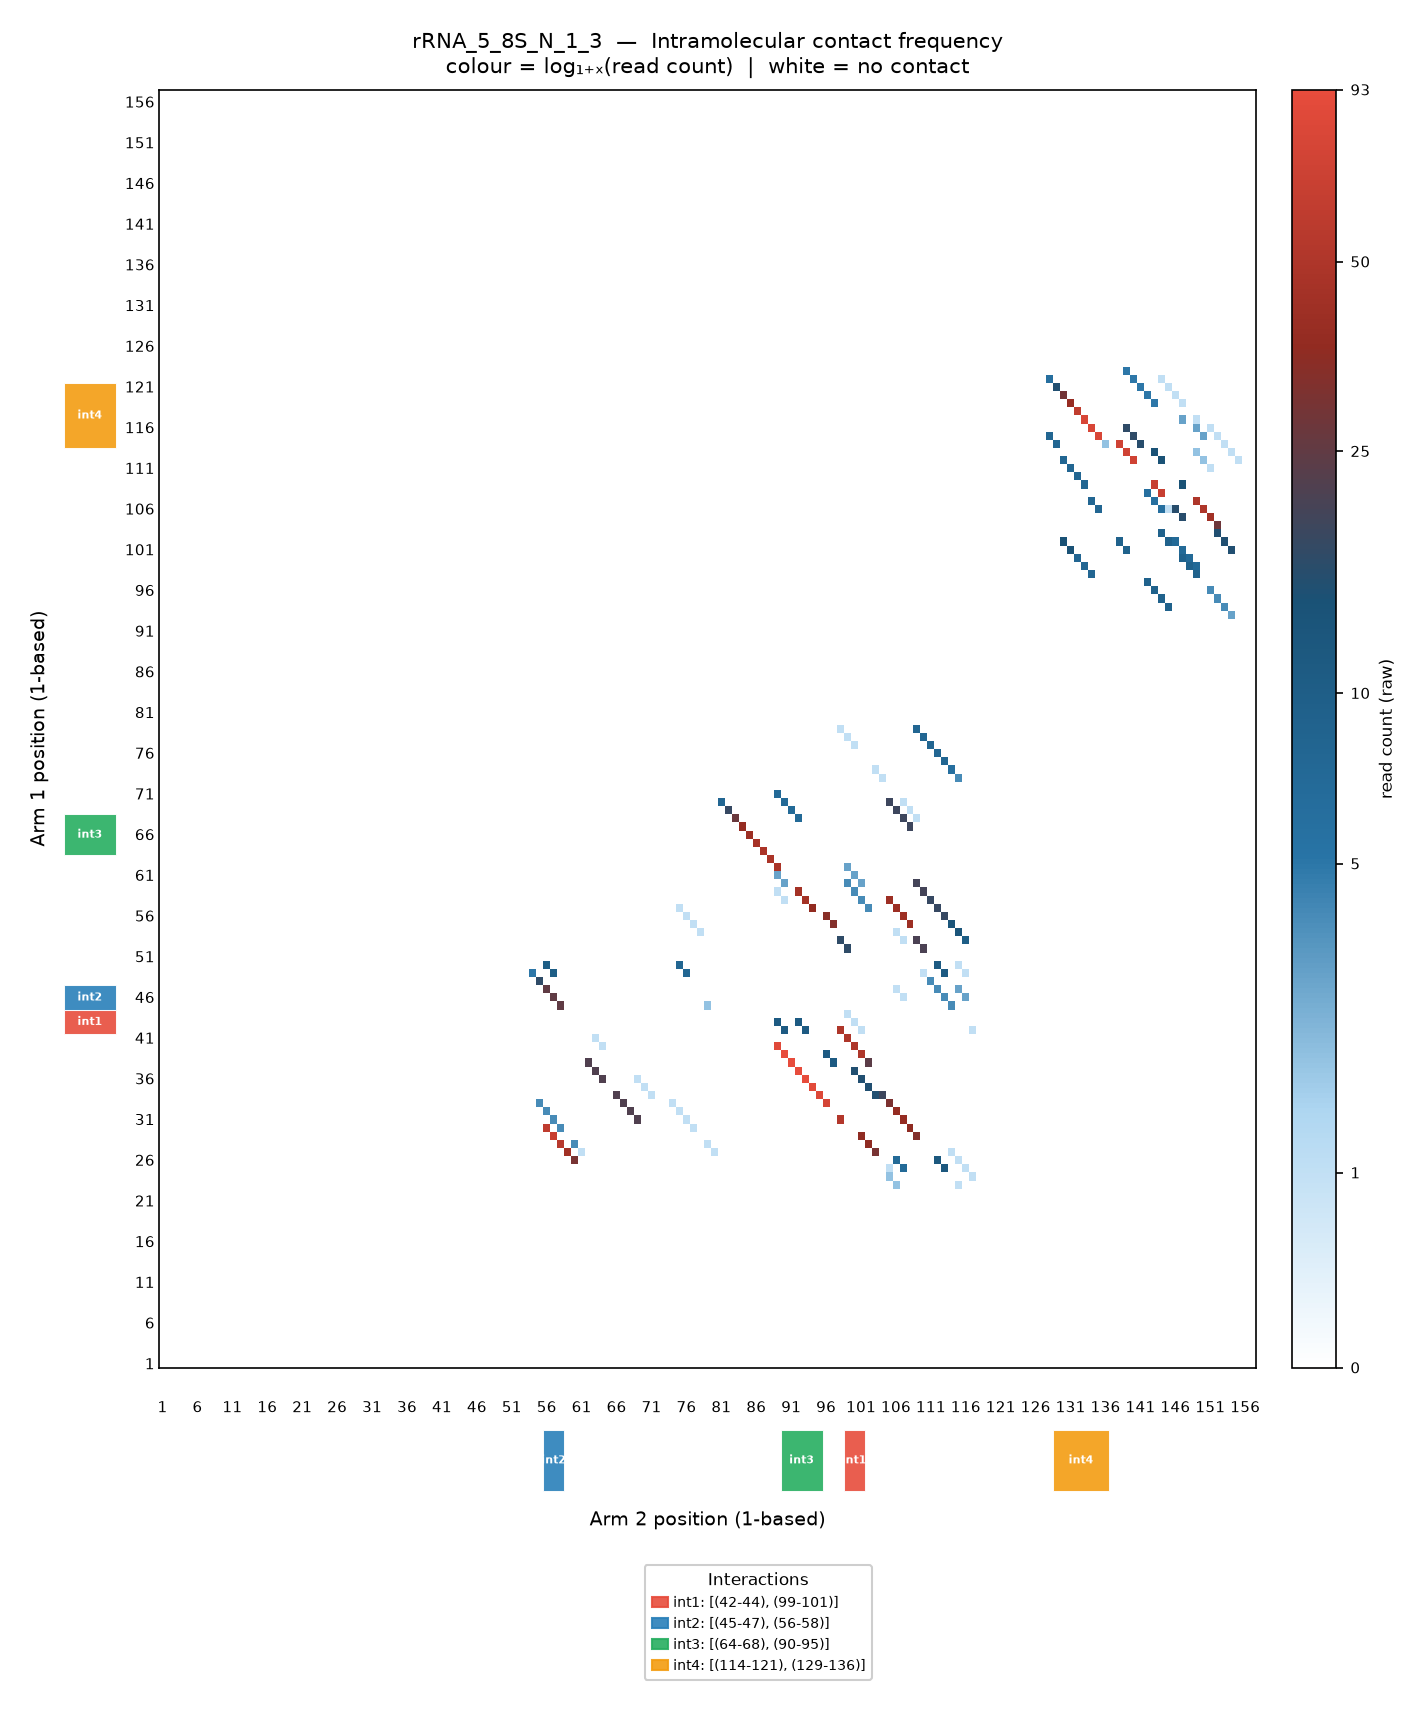 rRNA_5_8S_N_1_3 — Intramolecular contact frequency
colour = log₁₊ₓ(read count) | white = no contact
156
151
146
141
136
131
126
121
116
111
106
101
96
91
86
81
76
71
66
61
56
51
46
41
36
31
26
21
16
11
6
1
int4
int3
int2
int1
Arm 1 position (1-based)
93
50
25
10
5
1
0
read count (raw)
1 6 11 16 21 26 31 36 41 46 51 56 61 66 71 76 81 86 91 96 101 106 111 116 121 126 131 136 141 146 151 156
nt2 int3 nt1 int4
Arm 2 position (1-based)
Interactions
int1: [(42-44), (99-101)]
int2: [(45-47), (56-58)]
int3: [(64-68), (90-95)]
int4: [(114-121), (129-136)]